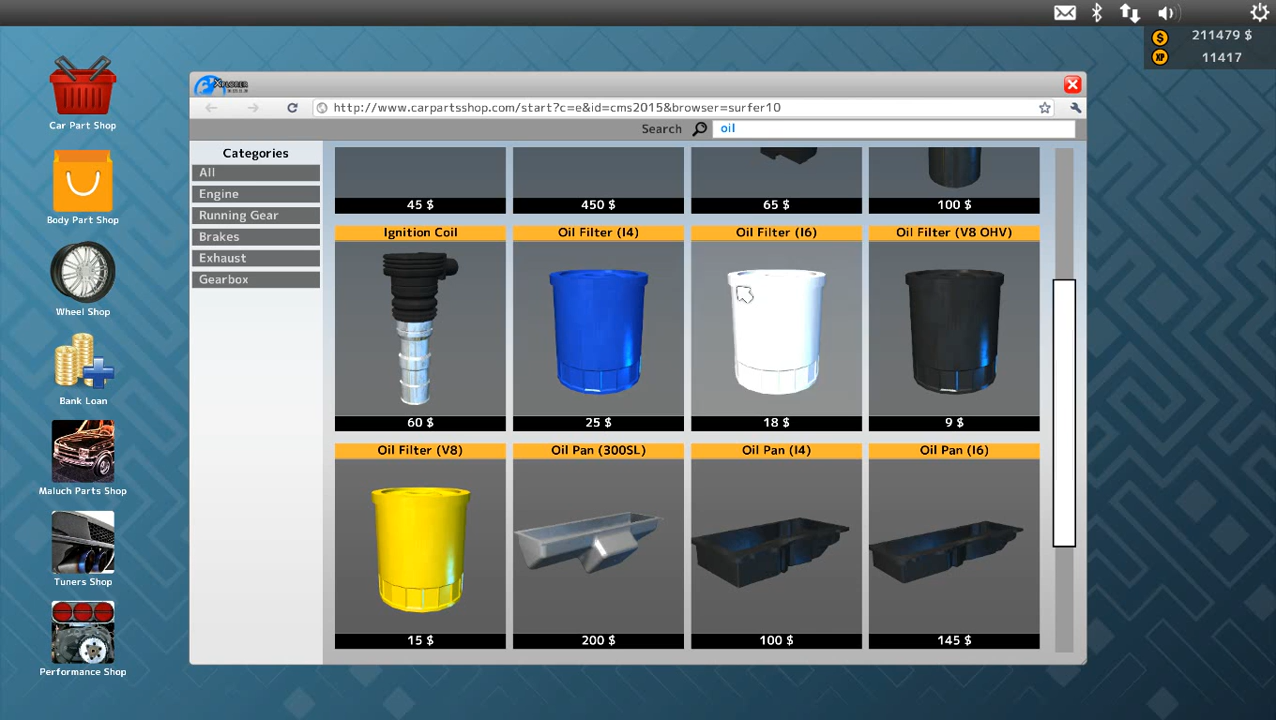 211479 $
11417
XPLORER
http://www.carpartsshop.com/start?c=e&id=cms2015&browser=surfer10
Search
oil
Car Part Shop
Body Part Shop
Wheel Shop
Bank Loan
Maluch Parts Shop
Tuners Shop
Performance Shop
Categories
All
Engine
Running Gear
Brakes
Exhaust
Gearbox
45 $
450 $
65 $
100 $
Ignition Coil
Oil Filter (I4)
Oil Filter (I6)
Oil Filter (V8 OHV)
60 $
25 $
18 $
9 $
Oil Filter (V8)
Oil Pan (300SL)
Oil Pan (I4)
Oil Pan (I6)
15 $
200 $
100 $
145 $